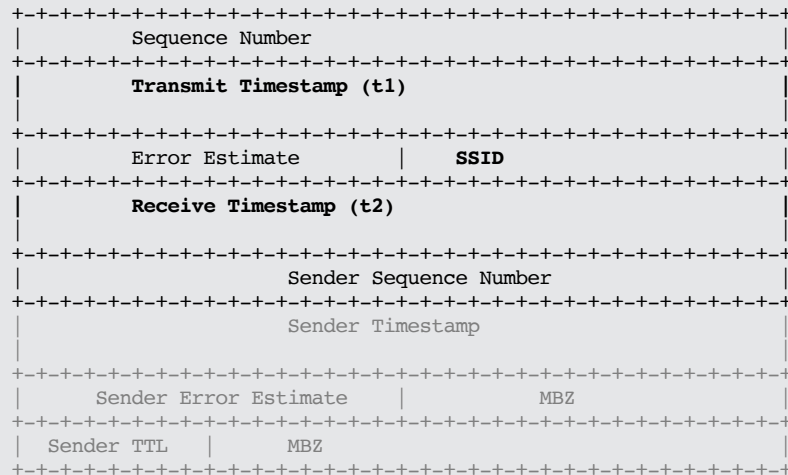 +-+-+-+-+-+-+-+-+-+-+-+-+-+-+-+-+-+-+-+-+-+-+-+-+-+-+-+-+-+-+-+-+
| Sequence Number |
+-+-+-+-+-+-+-+-+-+-+-+-+-+-+-+-+-+-+-+-+-+-+-+-+-+-+-+-+-+-+-+-+
| Transmit Timestamp (t1) |
| |
+-+-+-+-+-+-+-+-+-+-+-+-+-+-+-+-+-+-+-+-+-+-+-+-+-+-+-+-+-+-+-+-+
| Error Estimate | SSID |
+-+-+-+-+-+-+-+-+-+-+-+-+-+-+-+-+-+-+-+-+-+-+-+-+-+-+-+-+-+-+-+-+
| Receive Timestamp (t2) |
| |
+-+-+-+-+-+-+-+-+-+-+-+-+-+-+-+-+-+-+-+-+-+-+-+-+-+-+-+-+-+-+-+-+
| Sender Sequence Number |
+-+-+-+-+-+-+-+-+-+-+-+-+-+-+-+-+-+-+-+-+-+-+-+-+-+-+-+-+-+-+-+-+
| Sender Timestamp |
| |
+-+-+-+-+-+-+-+-+-+-+-+-+-+-+-+-+-+-+-+-+-+-+-+-+-+-+-+-+-+-+-+-+
| Sender Error Estimate | MBZ |
+-+-+-+-+-+-+-+-+-+-+-+-+-+-+-+-+-+-+-+-+-+-+-+-+-+-+-+-+-+-+-+-+
| Sender TTL | MBZ |
+-+-+-+-+-+-+-+-+-+-+-+-+-+-+-+-+-+-+-+-+-+-+-+-+-+-+-+-+-+-+-+-+